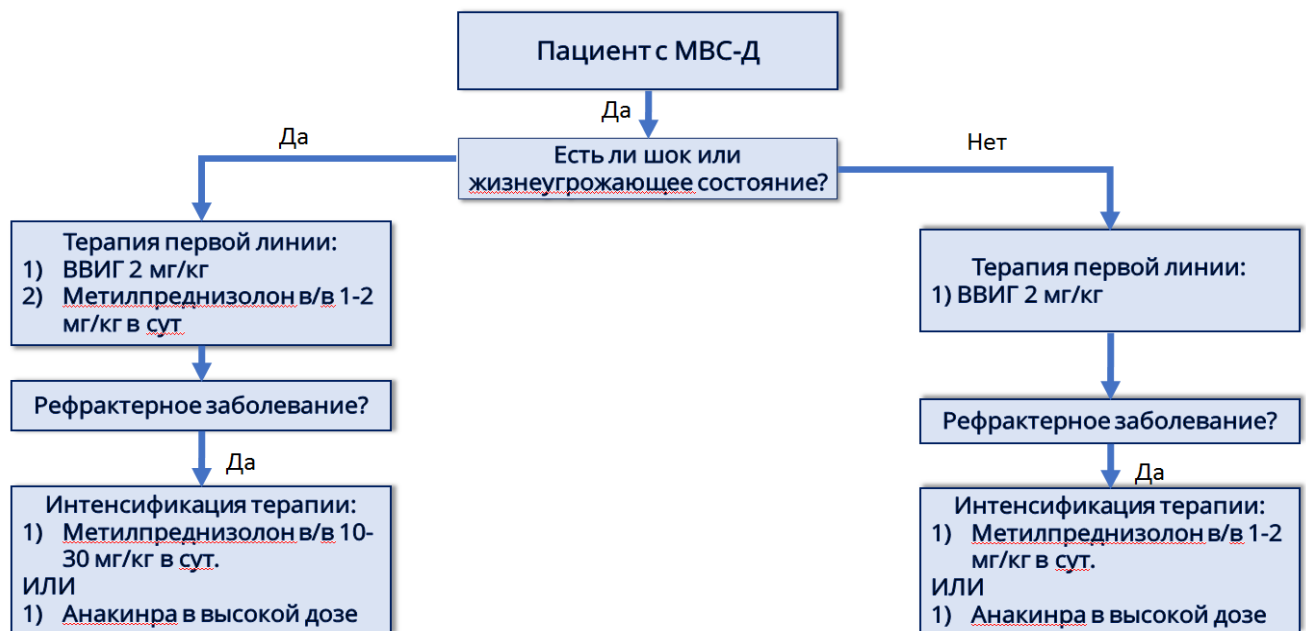 Пациент с МВС-Д
Да
Да
Нет
Есть ли шок или
жизнеугрожающее состояние?
Терапия первой линии:
1) ВВИГ 2 мг/кг
2) Метилпреднизолон в/в 1-2
мг/кг в сут
Терапия первой линии:
1) ВВИГ 2 мг/кг
Рефрактерное заболевание?
Рефрактерное заболевание?
Да
Да
Интенсификация терапии:
1) Метилпреднизолон в/в 10-
30 мг/кг в сут.
ИЛИ
1) Анакинра в высокой дозе
Интенсификация терапии:
1) Метилпреднизолон в/в 1-2
мг/кг в сут.
ИЛИ
1) Анакинра в высокой дозе